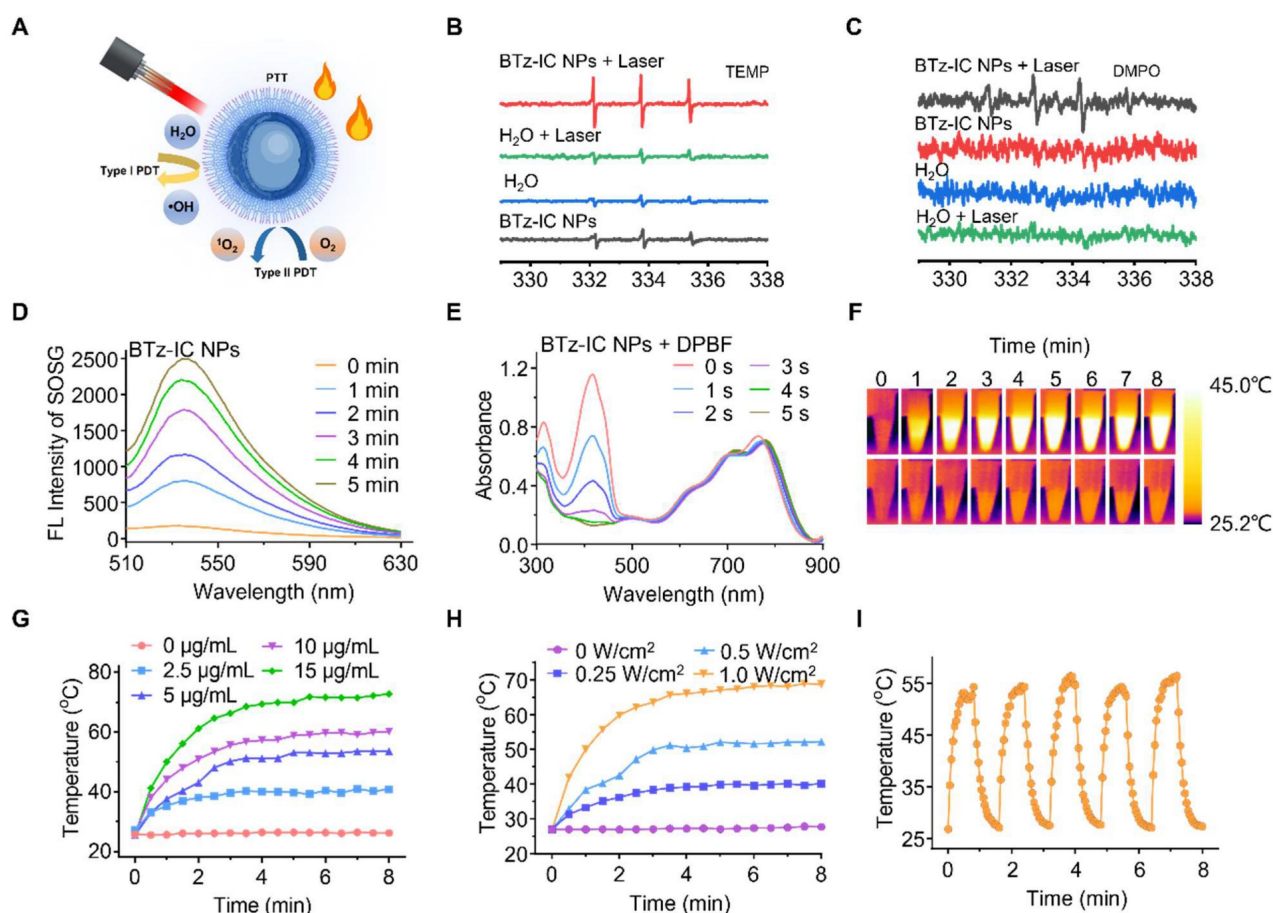 A
PTT
H₂O
Type I PDT
•OH
¹O₂
O₂
Type II PDT
B
BTz-IC NPs + Laser
TEMP
H₂O + Laser
H₂O
BTz-IC NPs
330 332 334 336 338
C
BTz-IC NPs + Laser
DMPO
BTz-IC NPs
H₂O
H₂O + Laser
330 332 334 336 338
D
BTz-IC NPs
FL Intensity of SOSG
2500
2000
1500
1000
500
0
0 min
1 min
2 min
3 min
4 min
5 min
510 550 590 630
Wavelength (nm)
E
BTz-IC NPs + DPBF
Absorbance
1.2
0.8
0.4
0.0
0 s
1 s
2 s
3 s
4 s
5 s
300 500 700 900
Wavelength (nm)
F
Time (min)
0 1 2 3 4 5 6 7 8
45.0℃
25.2℃
G
0 µg/mL
2.5 µg/mL
5 µg/mL
10 µg/mL
15 µg/mL
Temperature (°C)
80
60
40
20
0 2 4 6 8
Time (min)
H
0 W/cm²
0.25 W/cm²
0.5 W/cm²
1.0 W/cm²
Temperature (°C)
70
60
50
40
30
20
0 2 4 6 8
Time (min)
I
Temperature (°C)
55
45
35
25
0 2 4 6 8
Time (min)